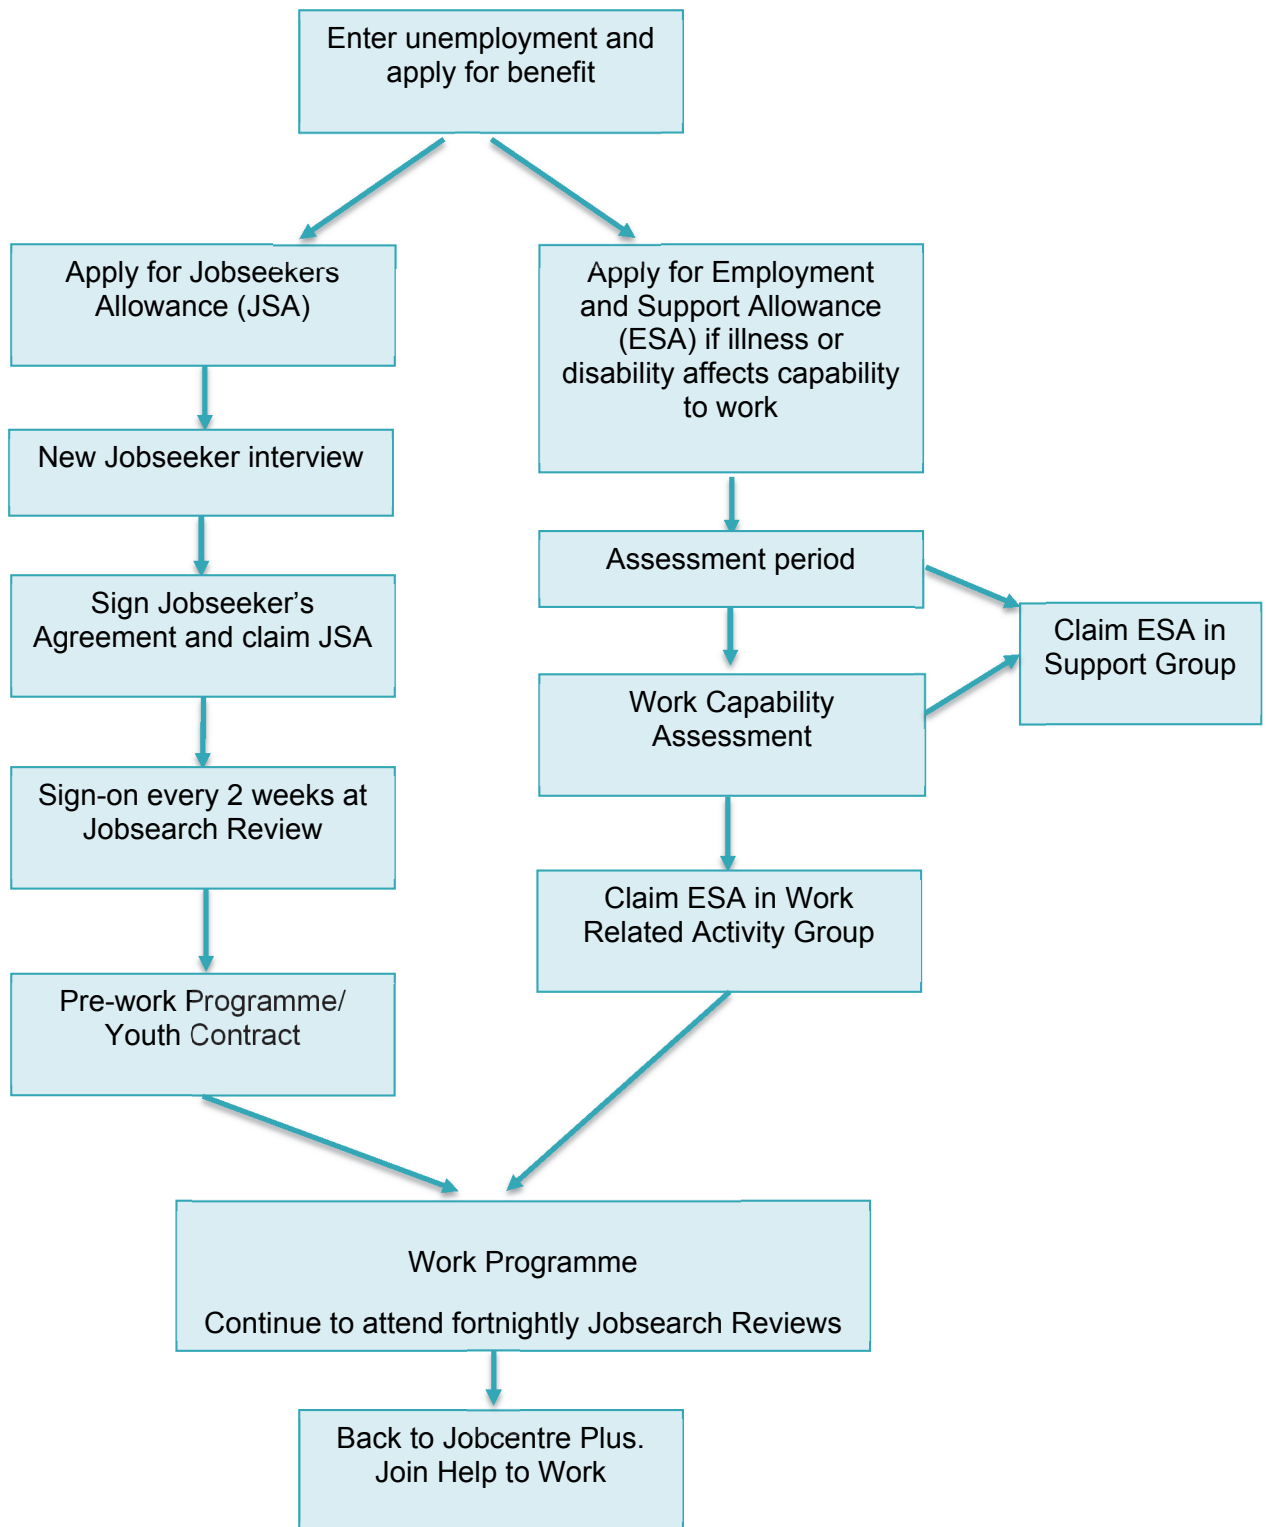 Enter unemployment and
apply for benefit
Apply for Jobseekers
Allowance (JSA)
Apply for Employment
and Support Allowance
(ESA) if illness or
disability affects capability
to work
New Jobseeker interview
Assessment period
Sign Jobseeker’s
Agreement and claim JSA
Claim ESA in
Support Group
Work Capability
Assessment
Sign-on every 2 weeks at
Jobsearch Review
Claim ESA in Work
Related Activity Group
Pre-work Programme/
Youth Contract
Work Programme
Continue to attend fortnightly Jobsearch Reviews
Back to Jobcentre Plus.
Join Help to Work